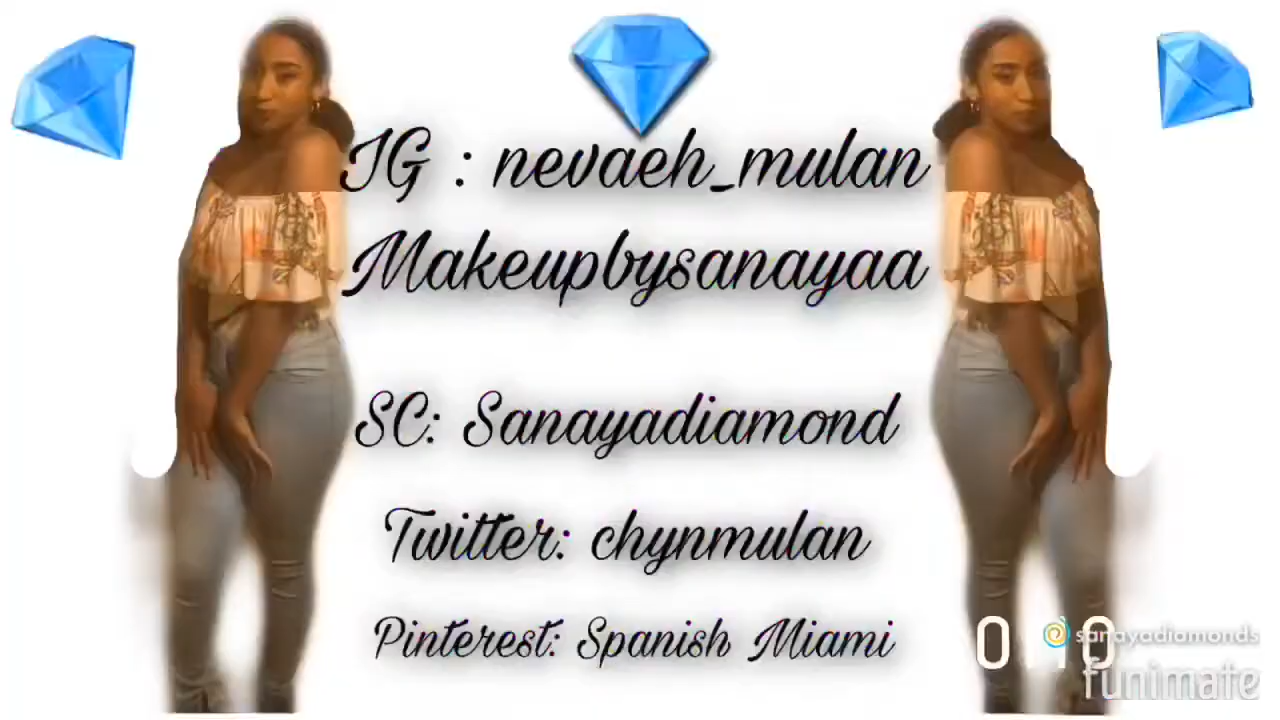 IG : nevaeh_mulan
Makeupbysanayaa
SC: Sanayadiamond
Twitter: chynmulan
Pinterest: Spanish Miami
sanayadiamonds
funimate